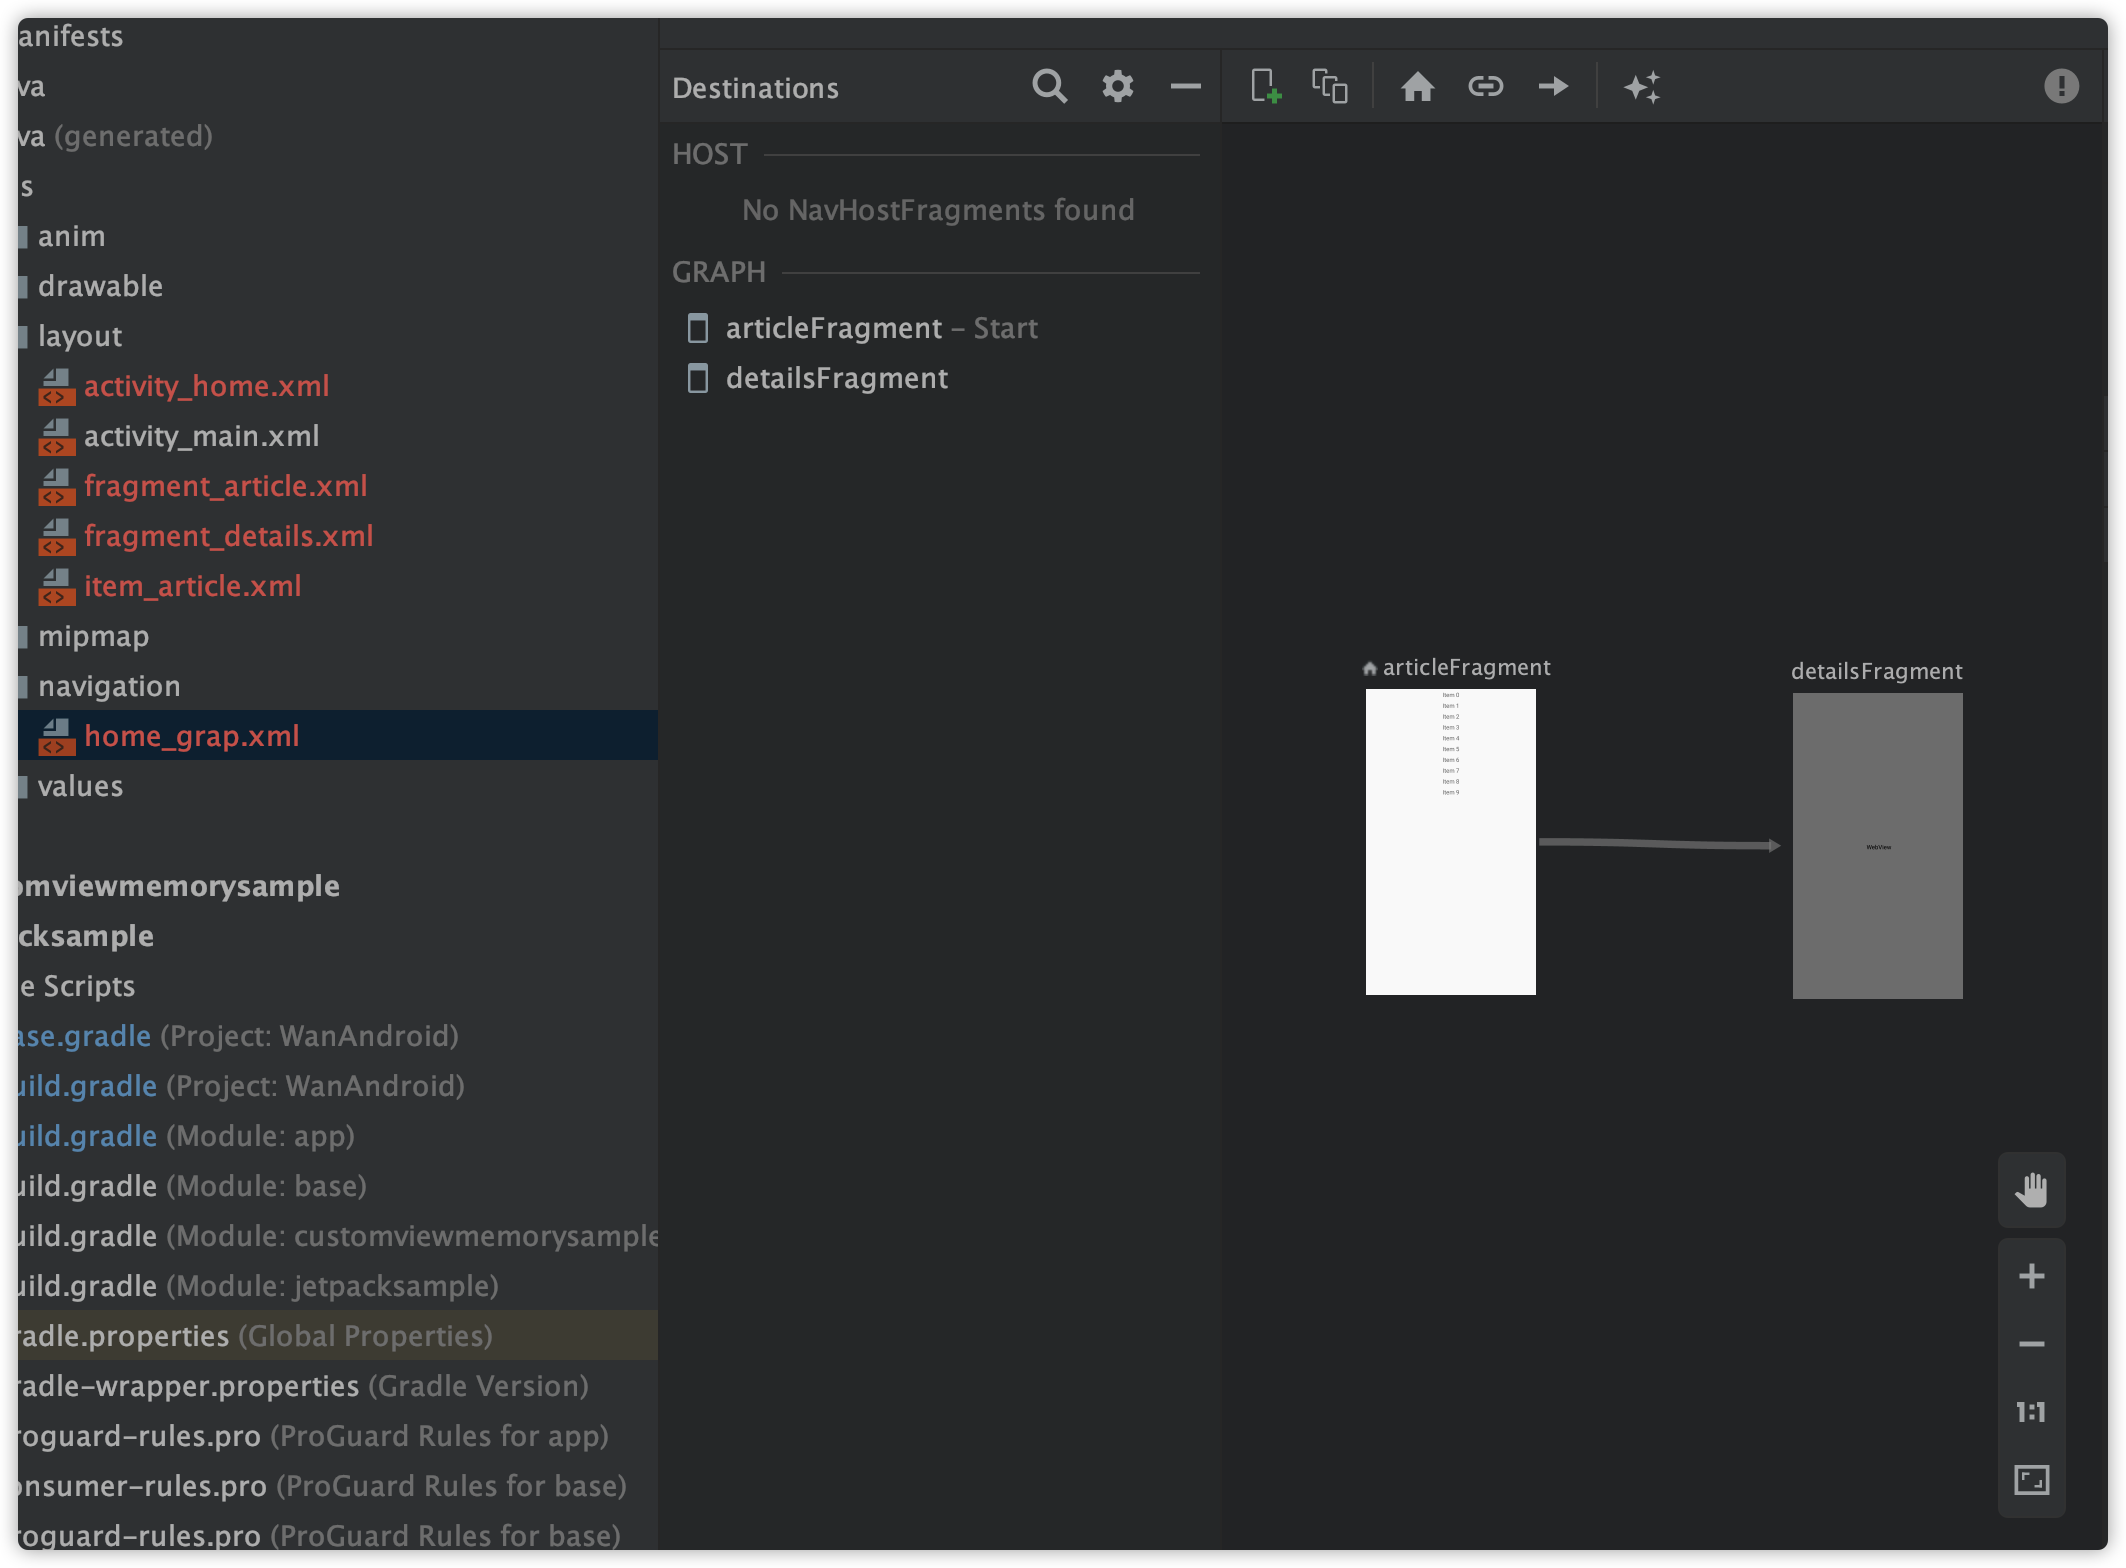 anifests
va
va (generated)
s
anim
drawable
layout
activity_home.xml
activity_main.xml
fragment_article.xml
fragment_details.xml
item_article.xml
mipmap
navigation
home_grap.xml
values
omviewmemorysample
cksample
e Scripts
ase.gradle (Project: WanAndroid)
uild.gradle (Project: WanAndroid)
uild.gradle (Module: app)
uild.gradle (Module: base)
uild.gradle (Module: customviewmemorysample
uild.gradle (Module: jetpacksample)
radle.properties (Global Properties)
radle-wrapper.properties (Gradle Version)
roguard-rules.pro (ProGuard Rules for app)
onsumer-rules.pro (ProGuard Rules for base)
roguard-rules.pro (ProGuard Rules for base)
Destinations
HOST
No NavHostFragments found
GRAPH
articleFragment – Start
detailsFragment
articleFragment
Item 0
Item 1
Item 2
Item 3
Item 4
Item 5
Item 6
Item 7
Item 8
Item 9
detailsFragment
WebView
1:1